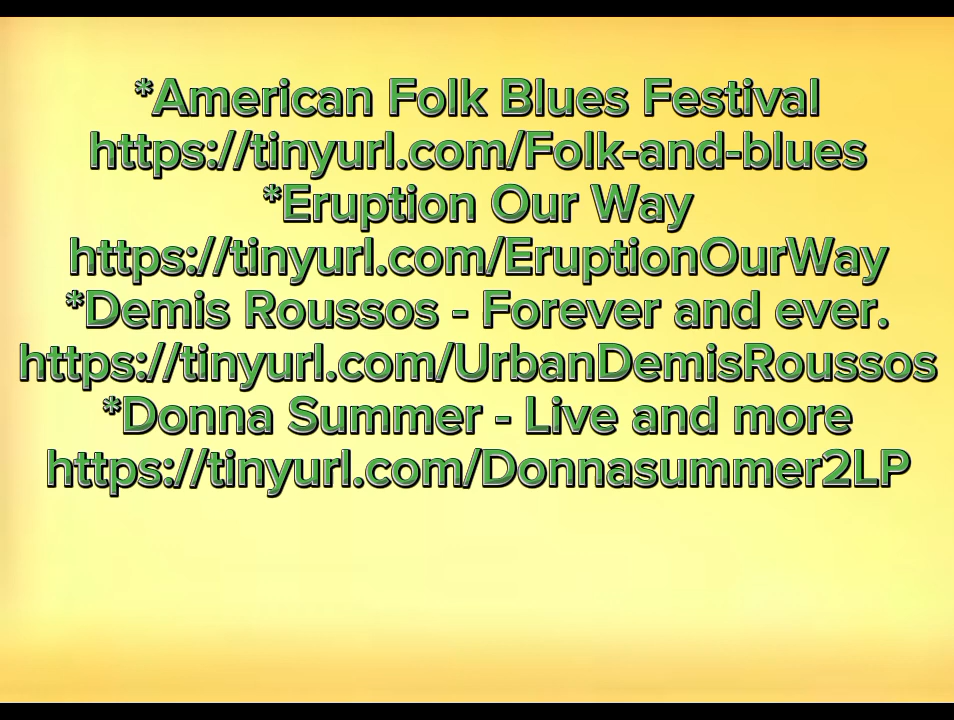 *American Folk Blues Festival
https://tinyurl.com/Folk-and-blues
*Eruption Our Way
https://tinyurl.com/EruptionOurWay
*Demis Roussos - Forever and ever.
https://tinyurl.com/UrbanDemisRoussos
*Donna Summer - Live and more
https://tinyurl.com/Donnasummer2LP